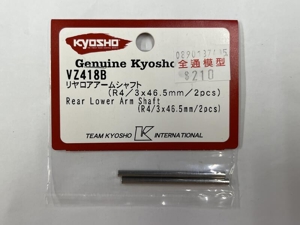 KYOSHO
Genuine Kyosho
全通模型
$210
VZ418B
リヤロアアームシャフト
(R4/3x46.5mm/2pcs)
Rear Lower Arm Shaft
(R4/3x46.5mm/2pcs)
TEAM KYOSHO K INTERNATIONAL